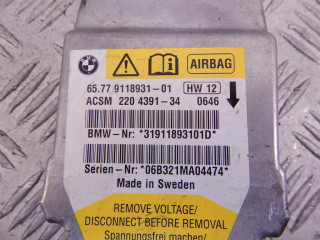 BMW
AIRBAG
65.77 9118931-01 HW 12
ACSM 220 4391-34 0646
BMW-Nr: *31911893101D*
Serien-Nr: *06B321MA04474*
Made in Sweden
REMOVE VOLTAGE/
DISCONNECT BEFORE REMOVAL
Spannungsfrei machen/